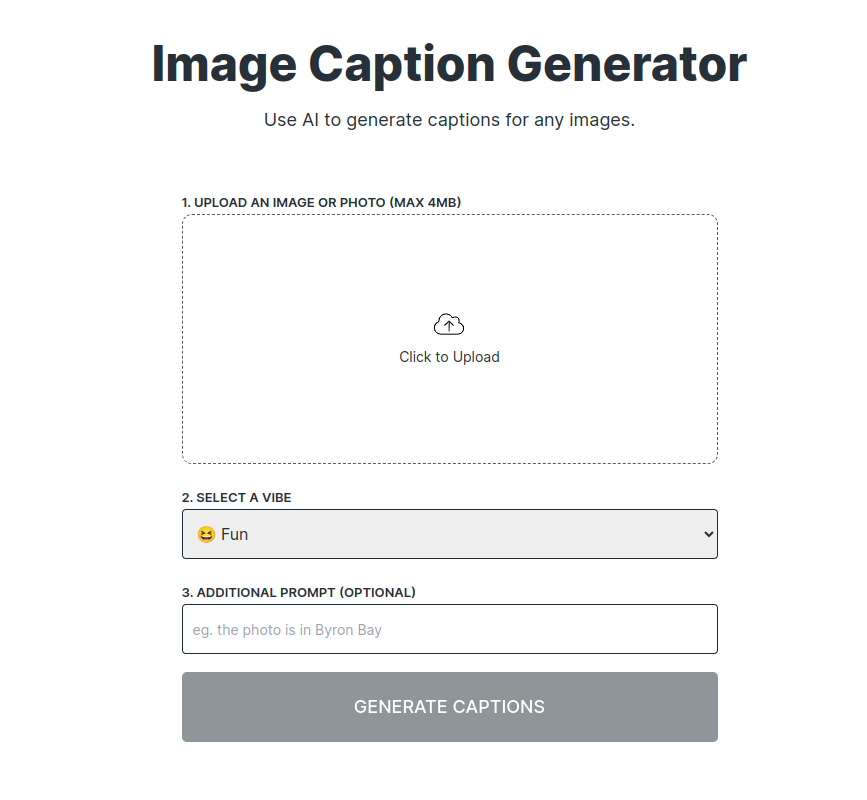 Image Caption Generator
Use AI to generate captions for any images.
1. UPLOAD AN IMAGE OR PHOTO (MAX 4MB)
Click to Upload
2. SELECT A VIBE
😆 Fun
3. ADDITIONAL PROMPT (OPTIONAL)
eg. the photo is in Byron Bay
GENERATE CAPTIONS